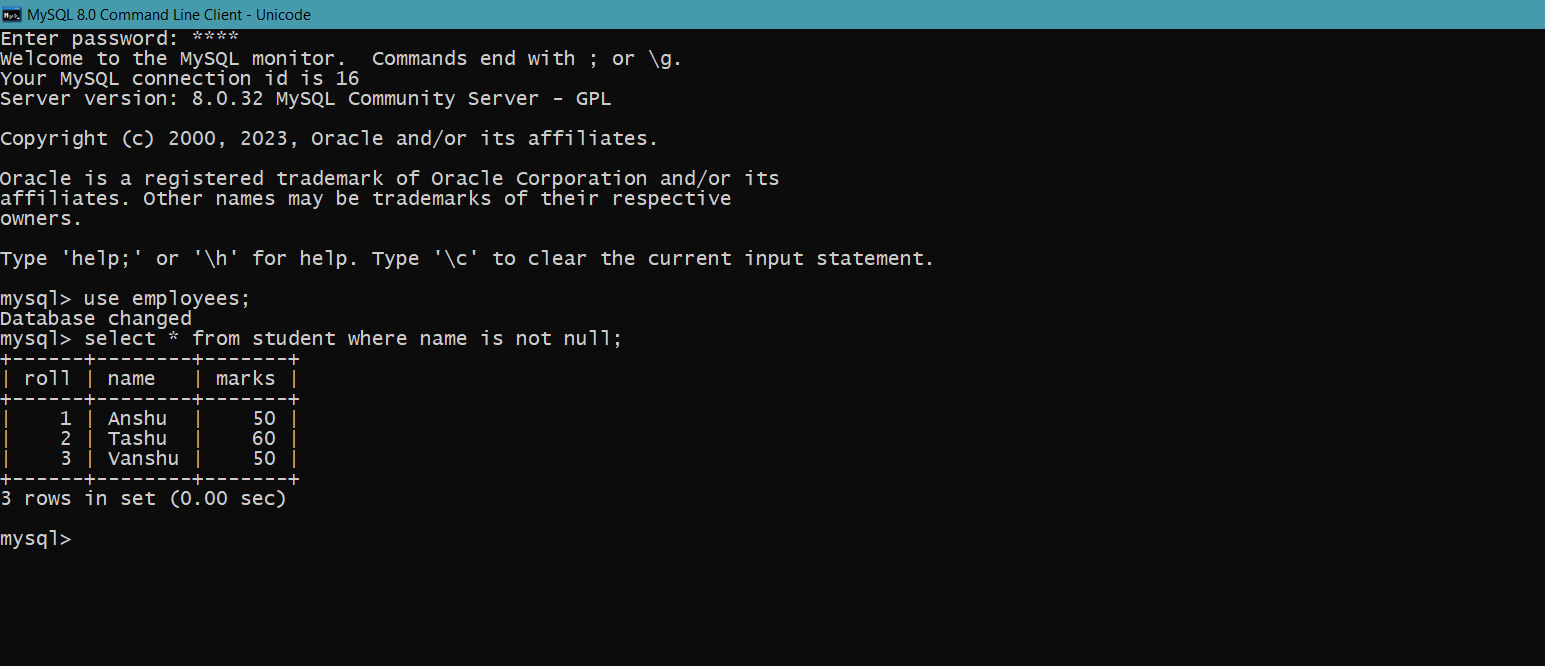 MySQL 8.0 Command Line Client - Unicode
Enter password: ****
Welcome to the MySQL monitor.  Commands end with ; or \g.
Your MySQL connection id is 16
Server version: 8.0.32 MySQL Community Server - GPL

Copyright (c) 2000, 2023, Oracle and/or its affiliates.

Oracle is a registered trademark of Oracle Corporation and/or its
affiliates. Other names may be trademarks of their respective
owners.

Type 'help;' or '\h' for help. Type '\c' to clear the current input statement.

mysql> use employees;
Database changed
mysql> select * from student where name is not null;
+------+--------+-------+
| roll | name   | marks |
+------+--------+-------+
|    1 | Anshu  |    50 |
|    2 | Tashu  |    60 |
|    3 | Vanshu |    50 |
+------+--------+-------+
3 rows in set (0.00 sec)

mysql>